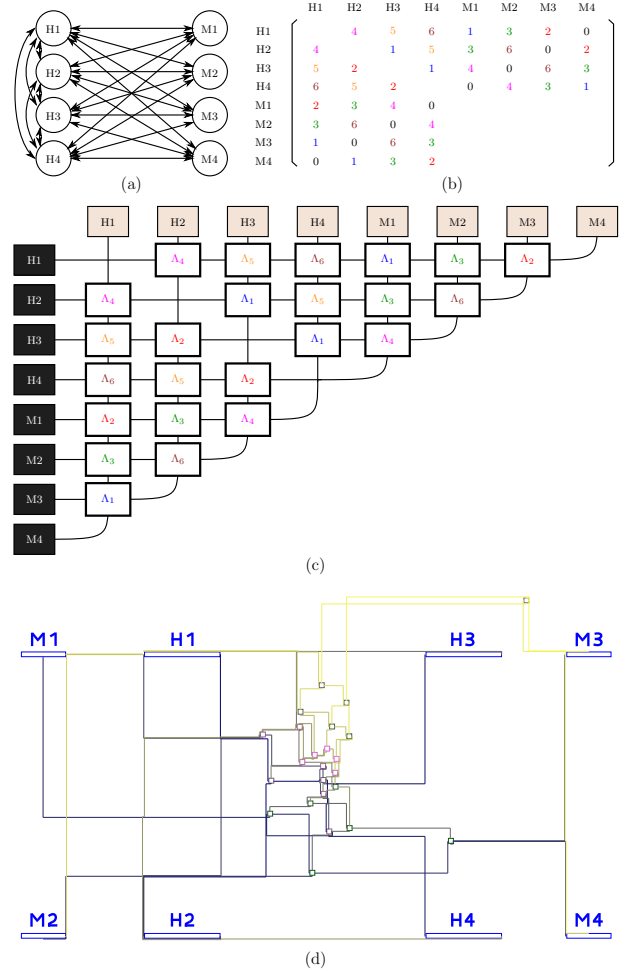 H1 M1
H2 M2
H3 M3
H4 M4
(a)
H1 H2 H3 H4 M1 M2 M3 M4
H1 4 5 6 1 3 2 0
H2 4 1 5 3 6 0 2
H3 5 2 1 4 0 6 3
H4 6 5 2 0 4 3 1
M1 2 3 4 0
M2 3 6 0 4
M3 1 0 6 3
M4 0 1 3 2
(b)
H1 H2 H3 H4 M1 M2 M3 M4
H1 Λ4 Λ5 Λ6 Λ1 Λ3 Λ2
H2 Λ4 Λ1 Λ5 Λ3 Λ6
H3 Λ5 Λ2 Λ1 Λ4
H4 Λ6 Λ5 Λ2
M1 Λ2 Λ3 Λ4
M2 Λ3 Λ6
M3 Λ1
M4
(c)
M1 H1 H3 M3
M2 H2 H4 M4
(d)